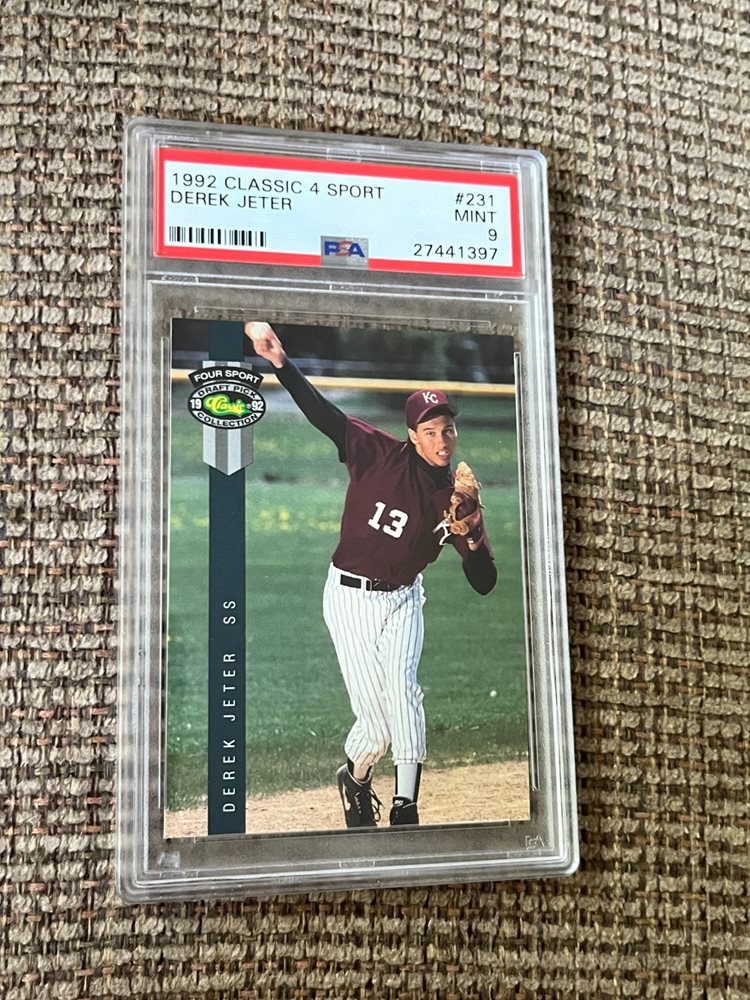 1992 CLASSIC 4 SPORT #231
DEREK JETER MINT
9
PSA 27441397
FOUR SPORT
DRAFT PICK
19 Classic 92
COLLECTION
KC
13
DEREK JETER SS